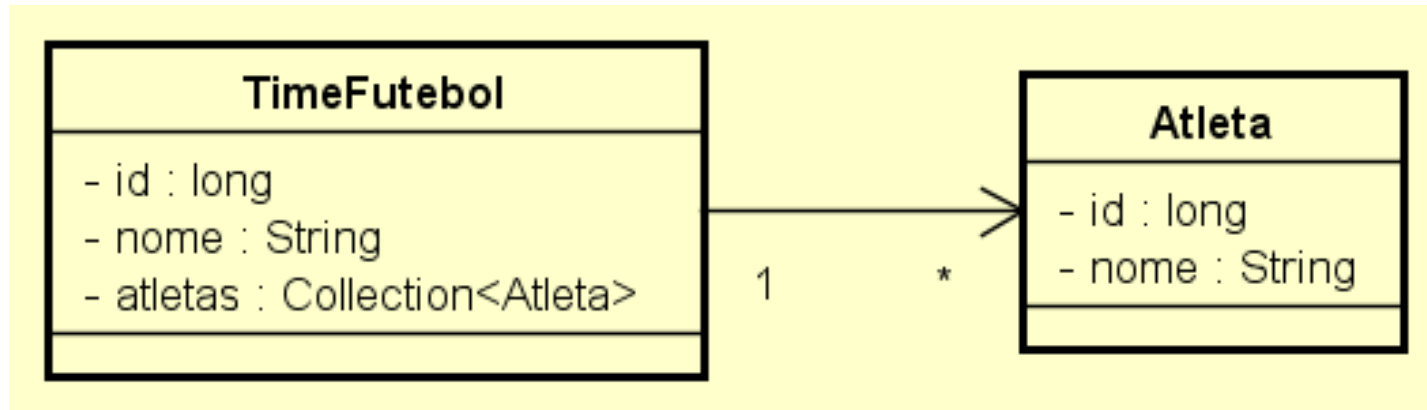 TimeFutebol
- id : long
- nome : String
- atletas : Collection<Atleta>
1
*
Atleta
- id : long
- nome : String